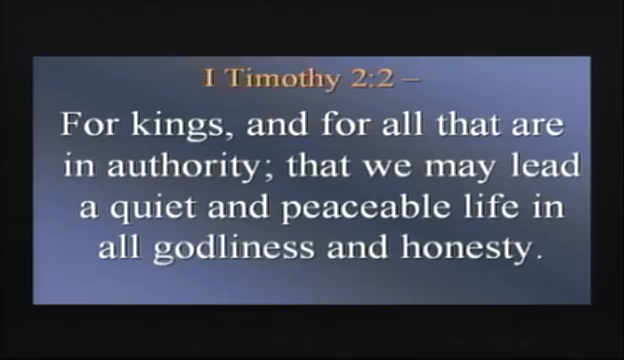 I Timothy 2:2 –
For kings, and for all that are
in authority; that we may lead
a quiet and peaceable life in
all godliness and honesty.